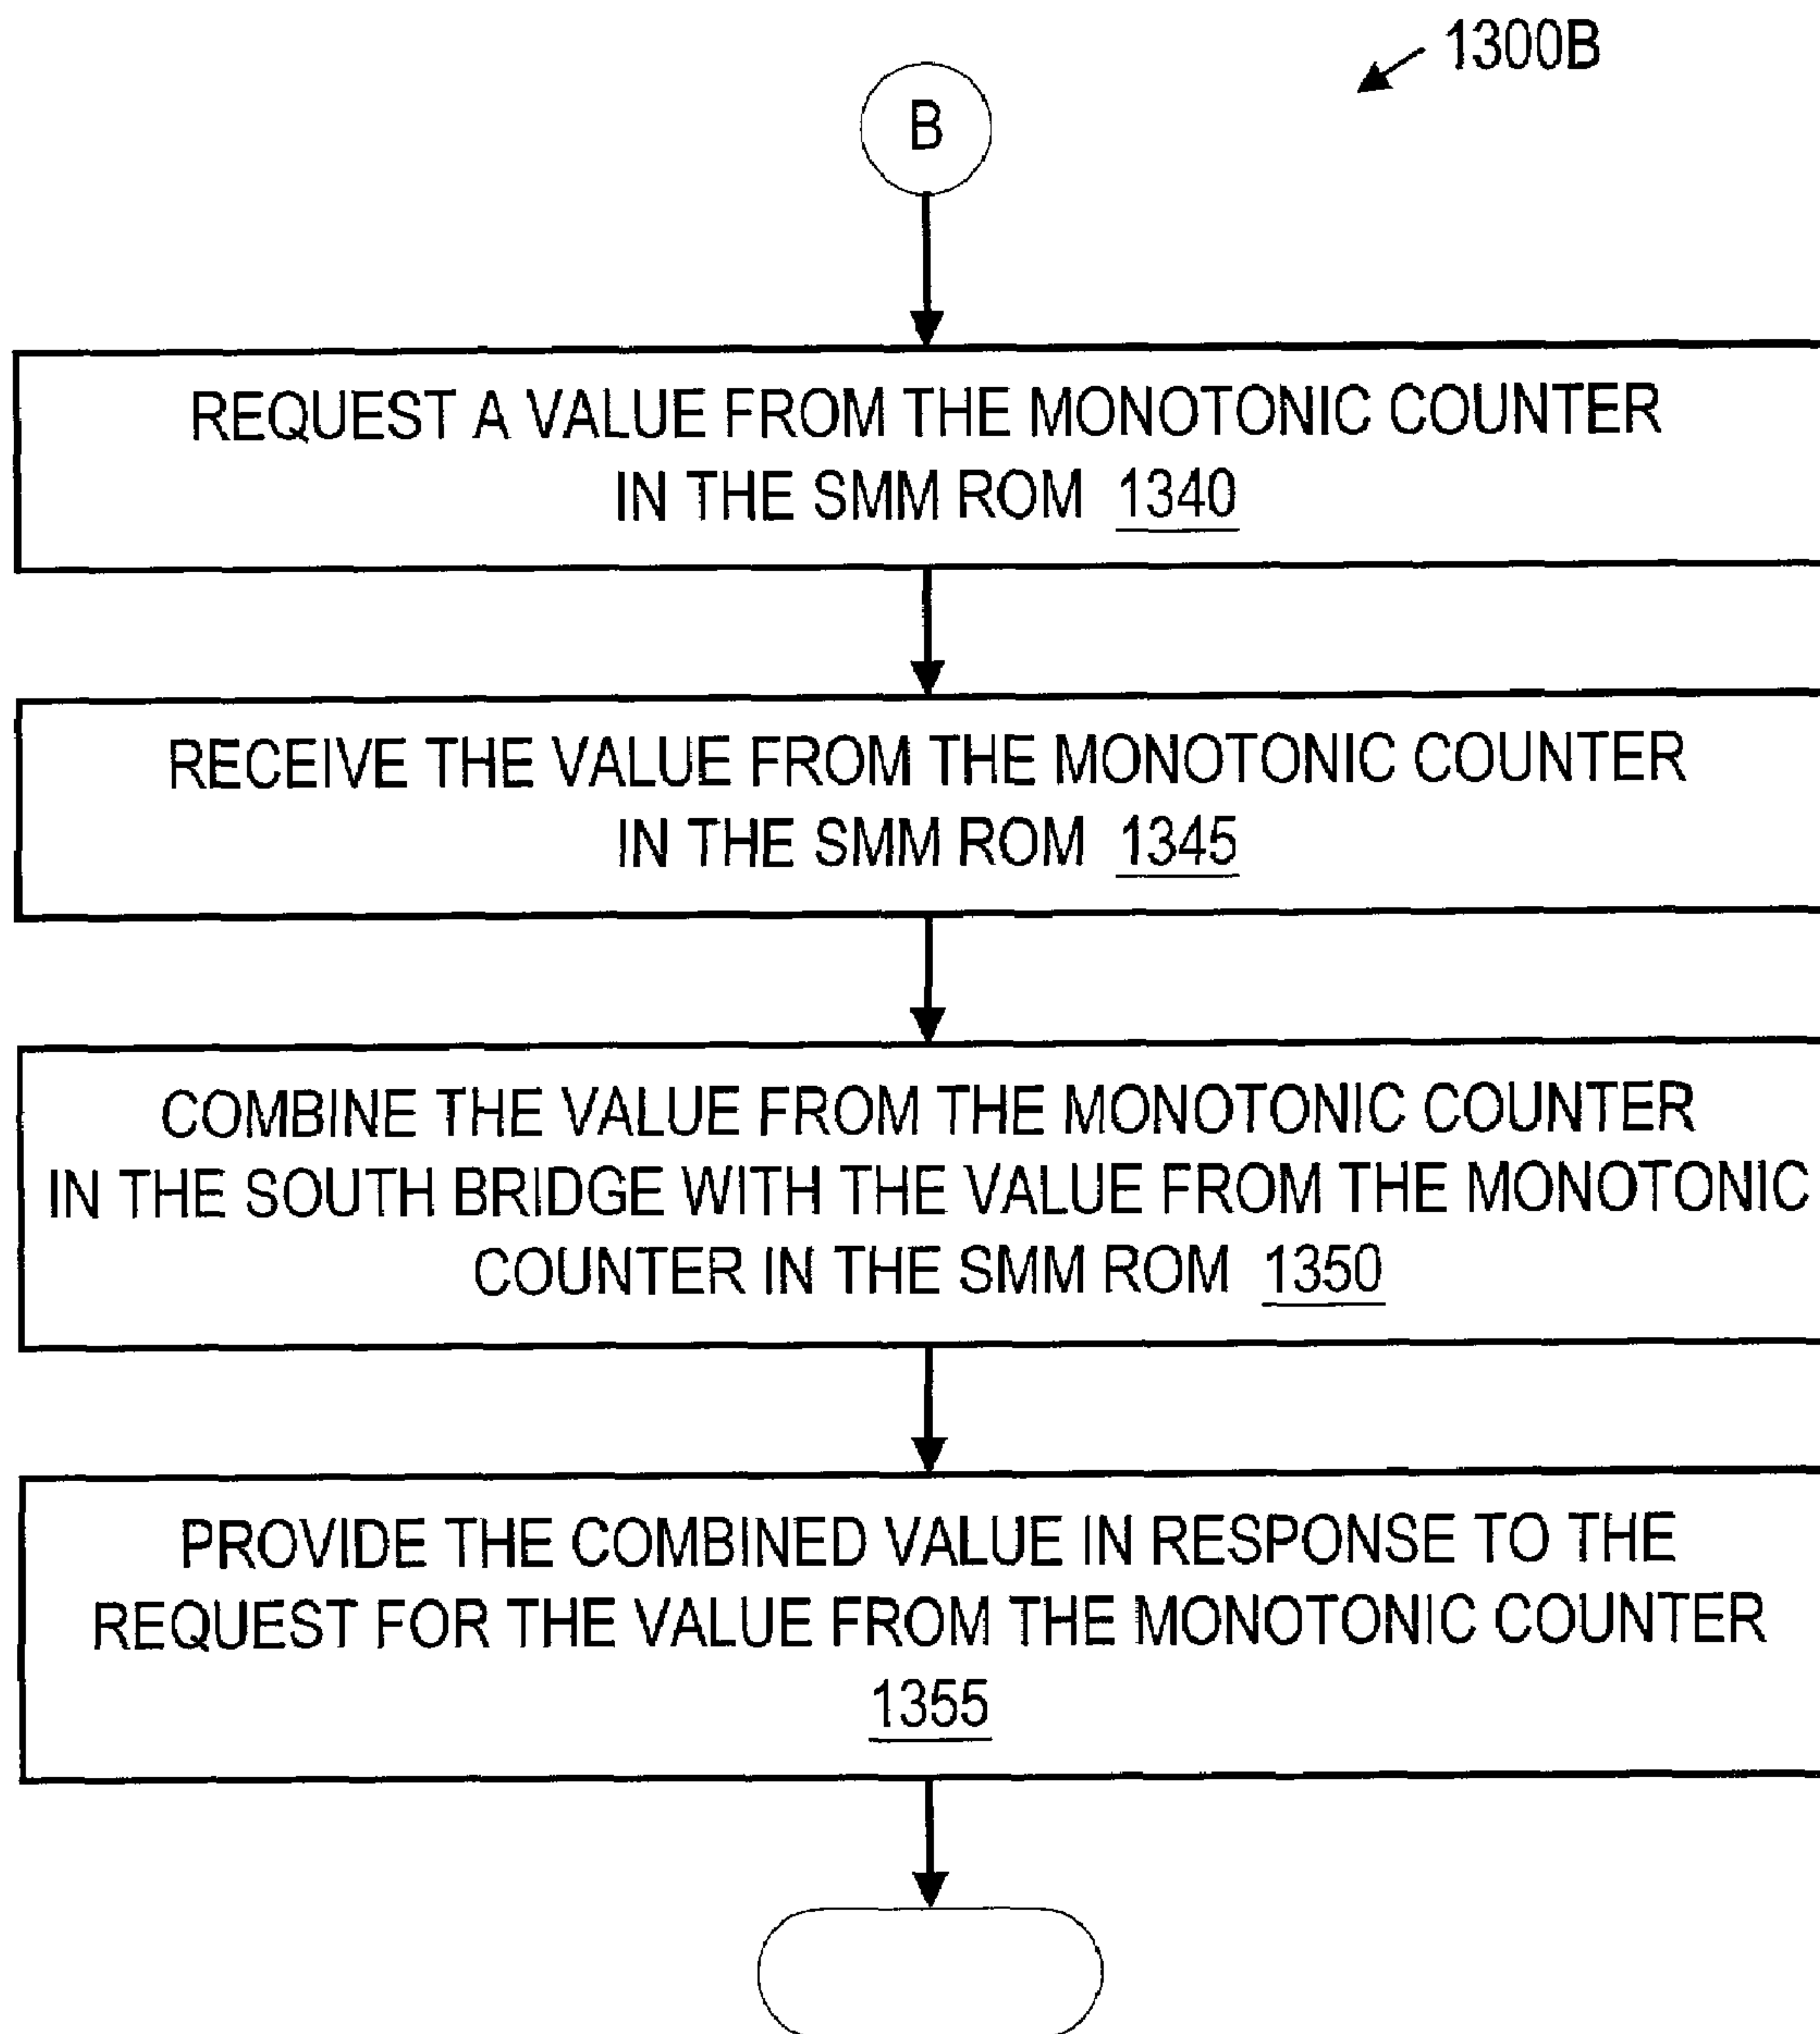 1300B
B
REQUEST A VALUE FROM THE MONOTONIC COUNTER
IN THE SMM ROM 1340
RECEIVE THE VALUE FROM THE MONOTONIC COUNTER
IN THE SMM ROM 1345
COMBINE THE VALUE FROM THE MONOTONIC COUNTER
IN THE SOUTH BRIDGE WITH THE VALUE FROM THE MONOTONIC
COUNTER IN THE SMM ROM 1350
PROVIDE THE COMBINED VALUE IN RESPONSE TO THE
REQUEST FOR THE VALUE FROM THE MONOTONIC COUNTER
1355